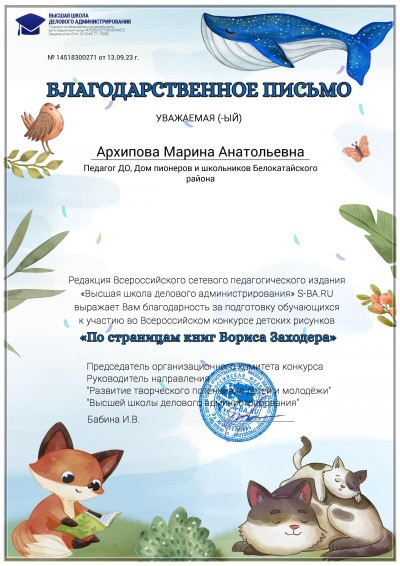 ВЫСШАЯ ШКОЛА
ДЕЛОВОГО АДМИНИСТРИРОВАНИЯ
№ 14518300271 от 13.09.23 г.
БЛАГОДАРСТВЕННОЕ ПИСЬМО
УВАЖАЕМАЯ (-ЫЙ)
Архипова Марина Анатольевна
Педагог ДО, Дом пионеров и школьников Белокатайского
района
Редакция Всероссийского сетевого педагогического издания
«Высшая школа делового администрирования» S-BA.RU
выражает Вам благодарность за подготовку обучающихся
к участию во Всероссийском конкурсе детских рисунков
«По страницам книг Бориса Заходера»
Председатель организационного комитета конкурса
Руководитель направления
"Развитие творческого потенциала детей и молодёжи"
"Высшей школы делового администрирования"
Бабина И.В.